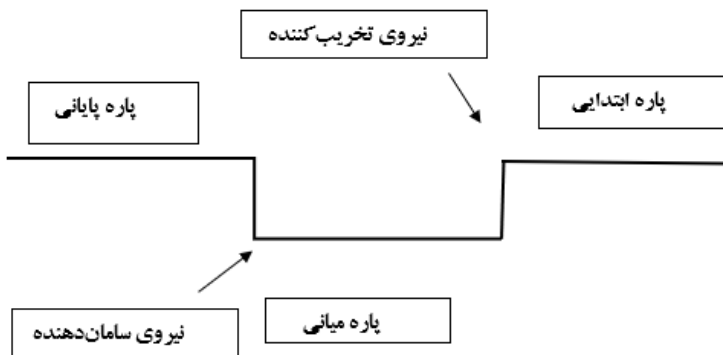 نیروی تخریب‌کننده
پاره ابتدایی
پاره پایانی
پاره میانی
نیروی سامان‌دهنده